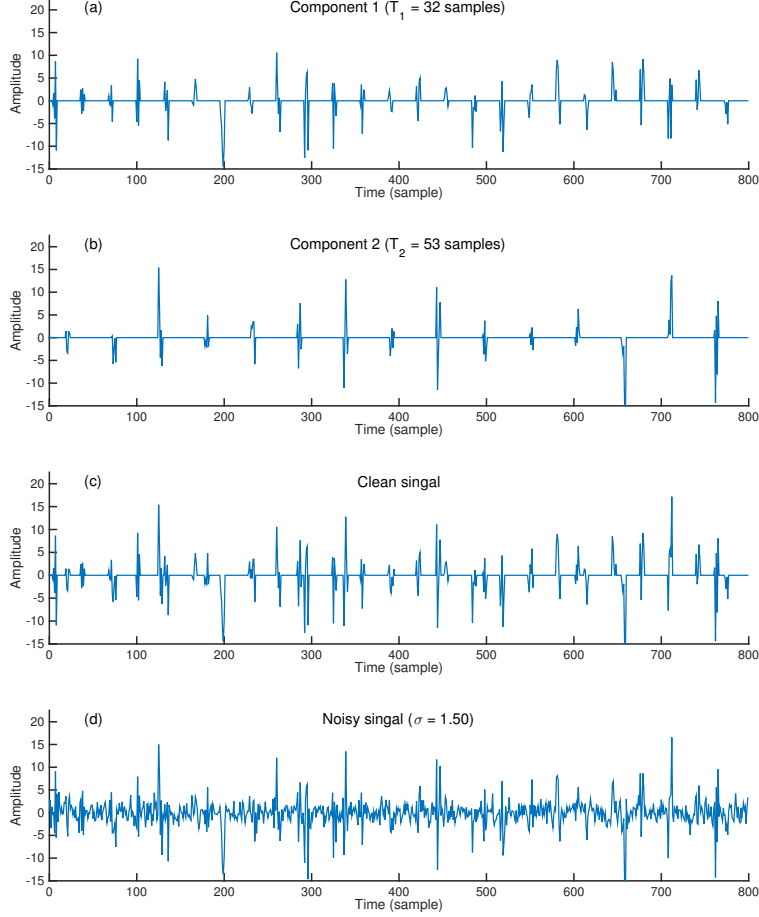 (a)
Component 1 (T1 = 32 samples)
20
15
10
5
0
-5
-10
-15
Amplitude
0 100 200 300 400 500 600 700 800
Time (sample)
(b)
Component 2 (T2 = 53 samples)
20
15
10
5
0
-5
-10
-15
Amplitude
0 100 200 300 400 500 600 700 800
Time (sample)
(c)
Clean singal
20
15
10
5
0
-5
-10
-15
Amplitude
0 100 200 300 400 500 600 700 800
Time (sample)
(d)
Noisy singal (σ = 1.50)
20
15
10
5
0
-5
-10
-15
Amplitude
0 100 200 300 400 500 600 700 800
Time (sample)